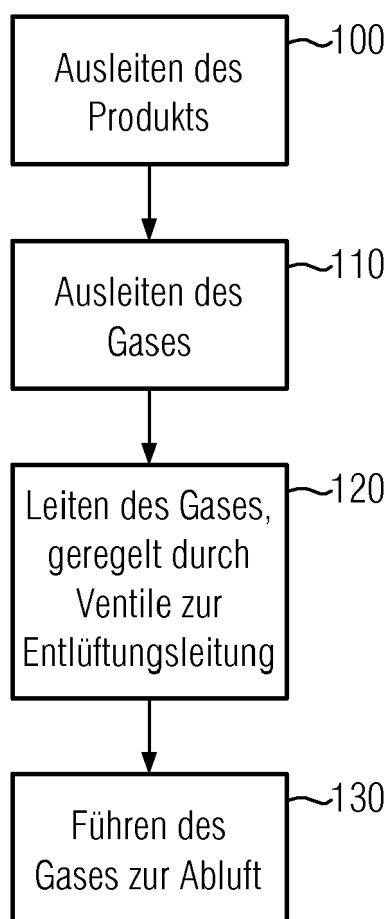 100
Ausleiten des
Produkts
110
Ausleiten des
Gases
120
Leiten des Gases,
geregelt durch
Ventile zur
Entlüftungsleitung
130
Führen des
Gases zur Abluft